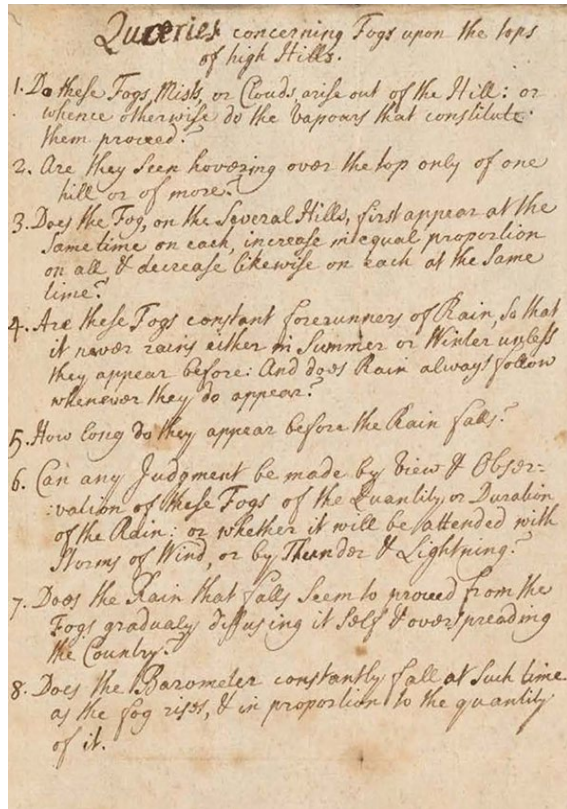 Quceries concerning Fogs upon the tops
of high Hills.
1. Do these Fogs, Mists, or Clouds arise out of the Hill: or
whence otherwise do the Vapours that constitute
them proceed?
2. Are they seen hovering over the top only of one
hill or of more?
3. Does the Fog, on the Several Hills, first appear at the
Same time on each, increase in equal proportion
on all & decrease likewise on each at the Same
time?
4. Are these Fogs constant forerunners of Rain, so that
it never rains either in Summer or Winter unless
they appear before: And does Rain always follow
whenever they do appear?
5. How long do they appear before the Rain falls?
6. Can any Judgment be made by View & Obser=
:vation of these Fogs of the Quantity or Duration
of the Rain: or whether it will be attended with
Storms of Wind, or by Thunder & Lightning?
7. Does the Rain that falls seem to proceed from the
Fogs gradualy diffusing it Self & overspreading
the Country?
8. Does the Barometer constantly fall at Such time
as the fog rises, & in proportion to the quantity
of it.